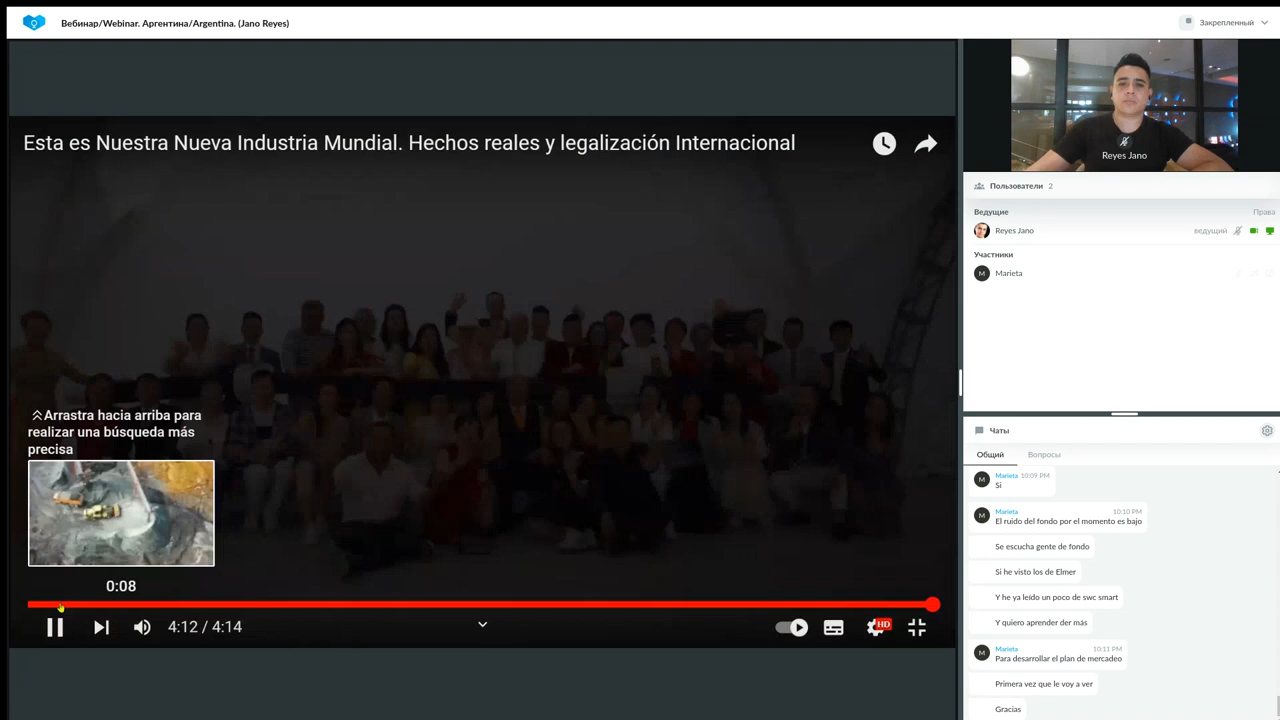 Вебинар/Webinar. Аргентина/Argentina. (Jano Reyes)
Закрепленный
Esta es Nuestra Nueva Industria Mundial. Hechos reales y legalización Internacional
Arrastra hacia arriba para
realizar una búsqueda más
precisa
0:08
4:12 / 4:14
HD
Reyes Jano
Пользователи 2
Ведущие Права
Reyes Jano ведущий
Участники
M Marieta
Чаты
Общий Вопросы
M Marieta 10:09 PM
Si
M Marieta 10:10 PM
El ruido del fondo por el momento es bajo
Se escucha gente de fondo
Si he visto los de Elmer
Y he ya leído un poco de swc smart
Y quiero aprender der más
M Marieta 10:11 PM
Para desarrollar el plan de mercadeo
Primera vez que le voy a ver
Gracias